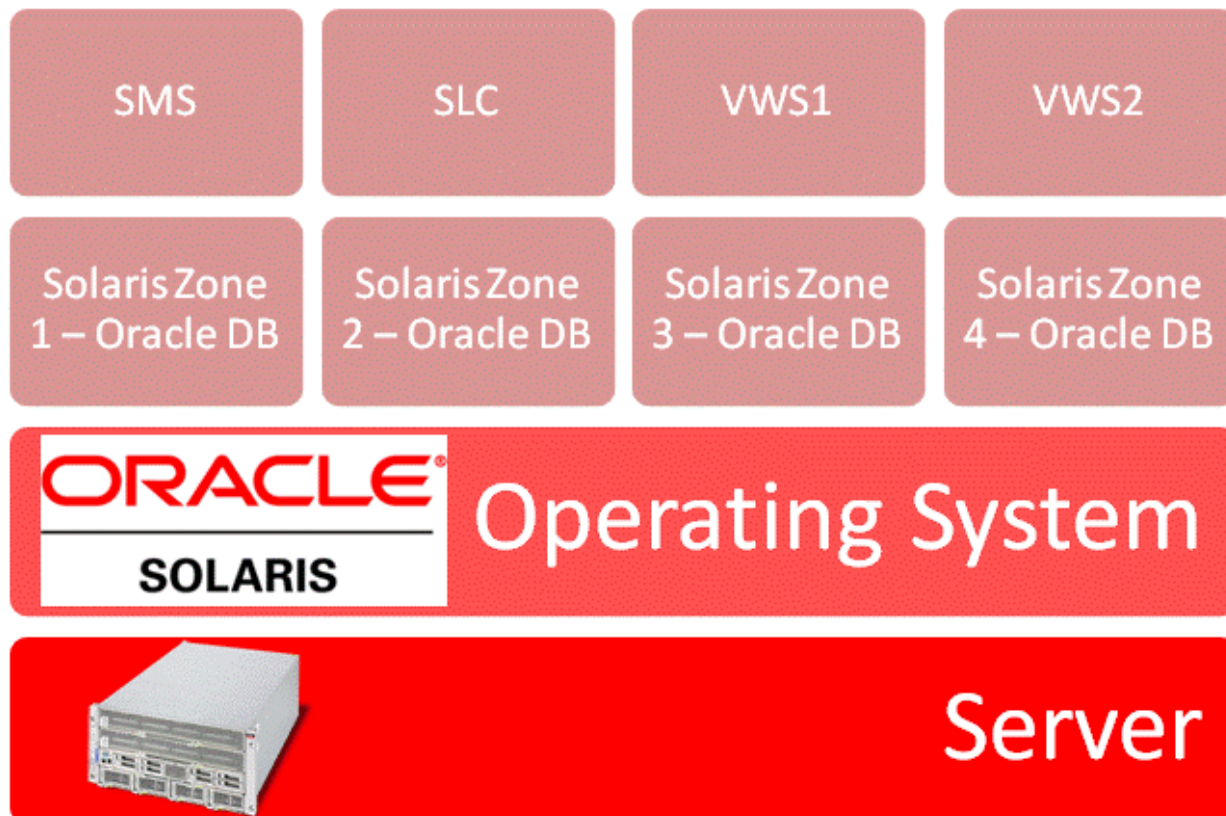 SMS
SLC
VWS1
VWS2
Solaris Zone
1 – Oracle DB
Solaris Zone
2 – Oracle DB
Solaris Zone
3 – Oracle DB
Solaris Zone
4 – Oracle DB
ORACLE®
SOLARIS
Operating System
Server